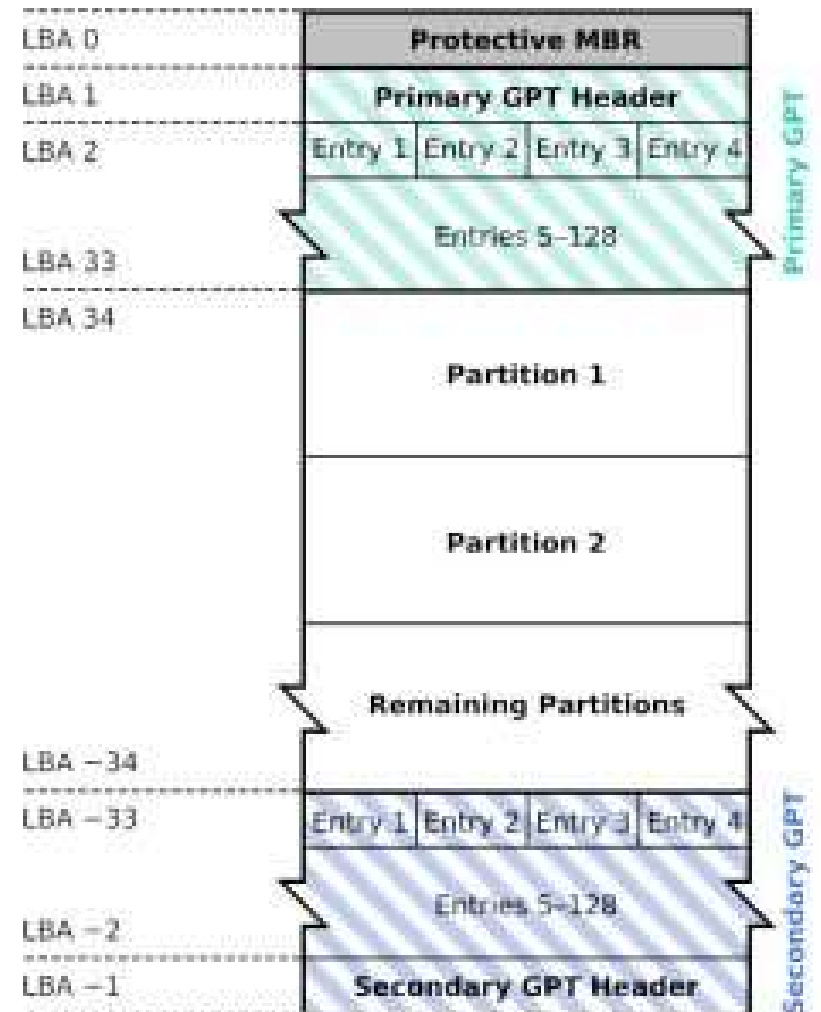 LBA 0
Protective MBR
LBA 1
Primary GPT Header
LBA 2
Entry 1 Entry 2 Entry 3 Entry 4
Entries 5–128
LBA 33
Primary GPT
LBA 34
Partition 1
Partition 2
Remaining Partitions
LBA −34
LBA −33
Entry 1 Entry 2 Entry 3 Entry 4
Entries 5–128
LBA −2
LBA −1
Secondary GPT Header
Secondary GPT